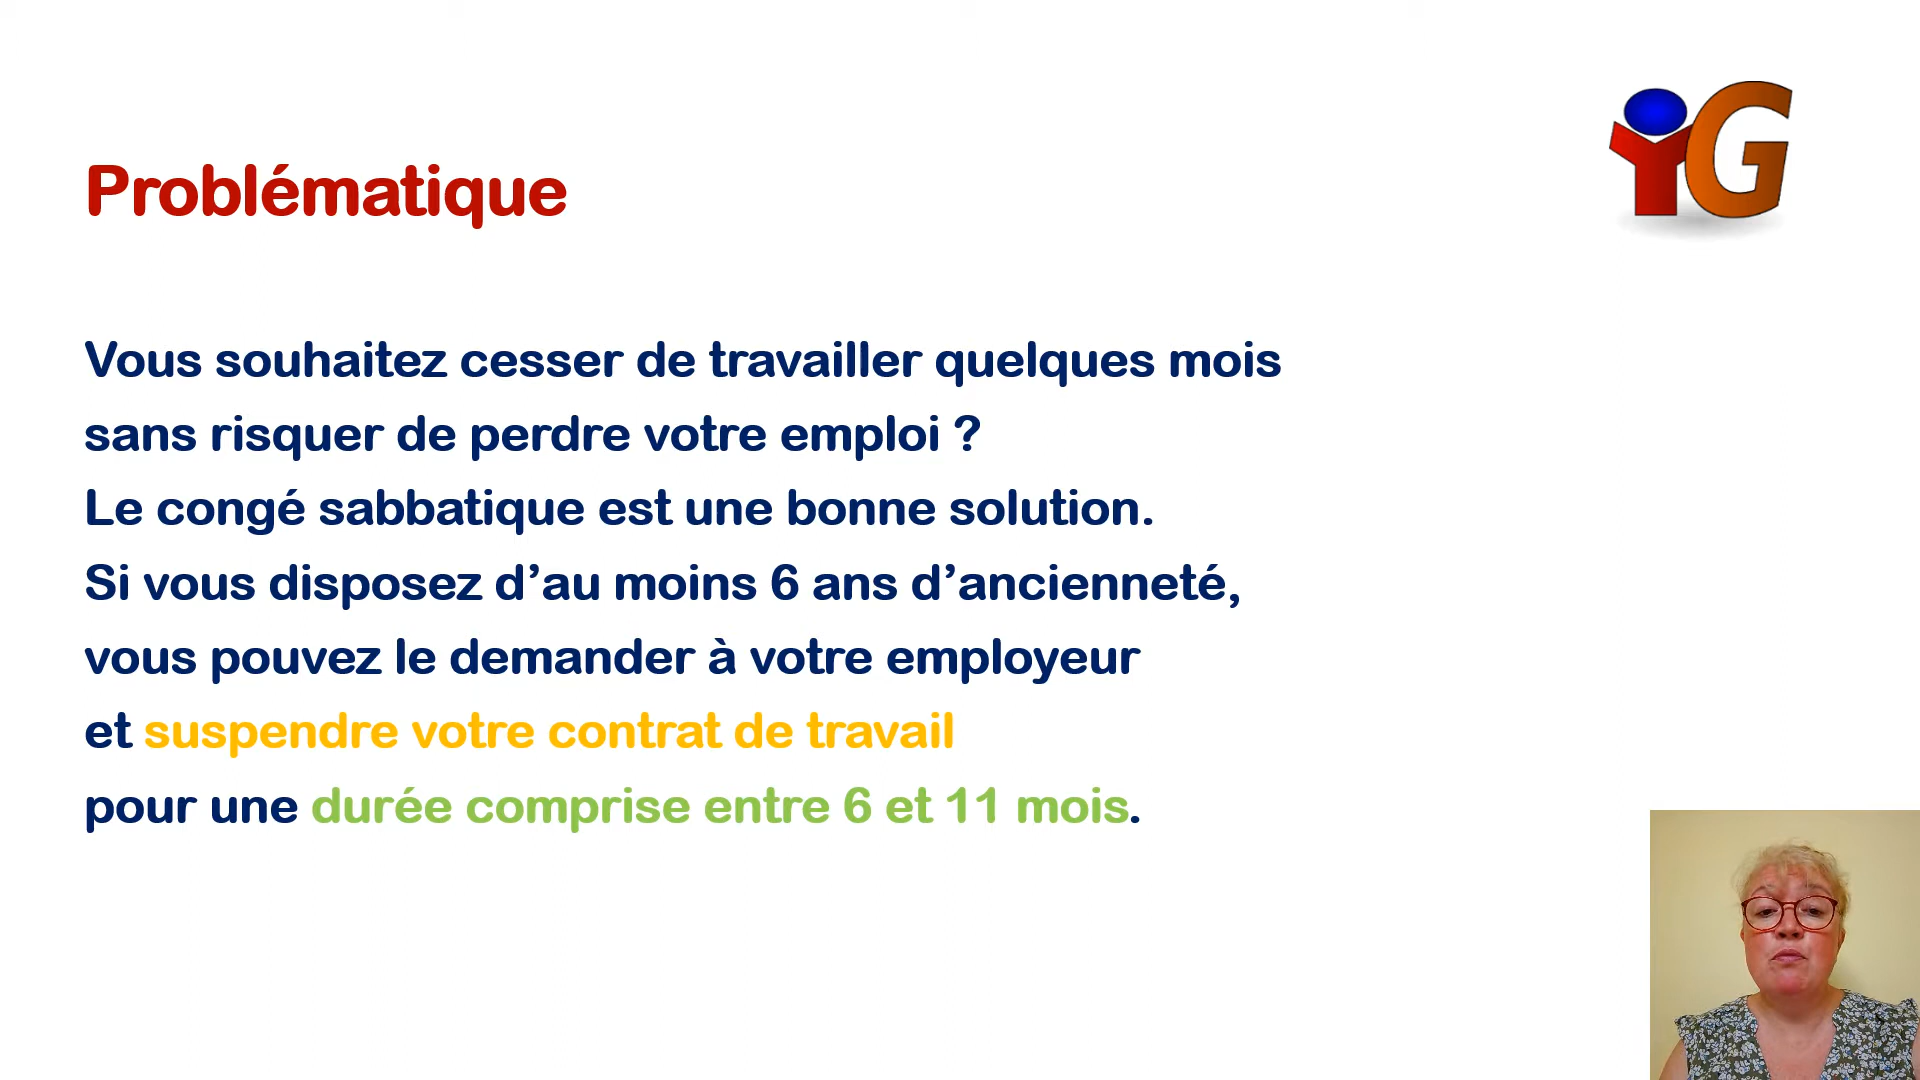 iG
Problématique
Vous souhaitez cesser de travailler quelques mois
sans risquer de perdre votre emploi ?
Le congé sabbatique est une bonne solution.
Si vous disposez d’au moins 6 ans d’ancienneté,
vous pouvez le demander à votre employeur
et suspendre votre contrat de travail
pour une durée comprise entre 6 et 11 mois.